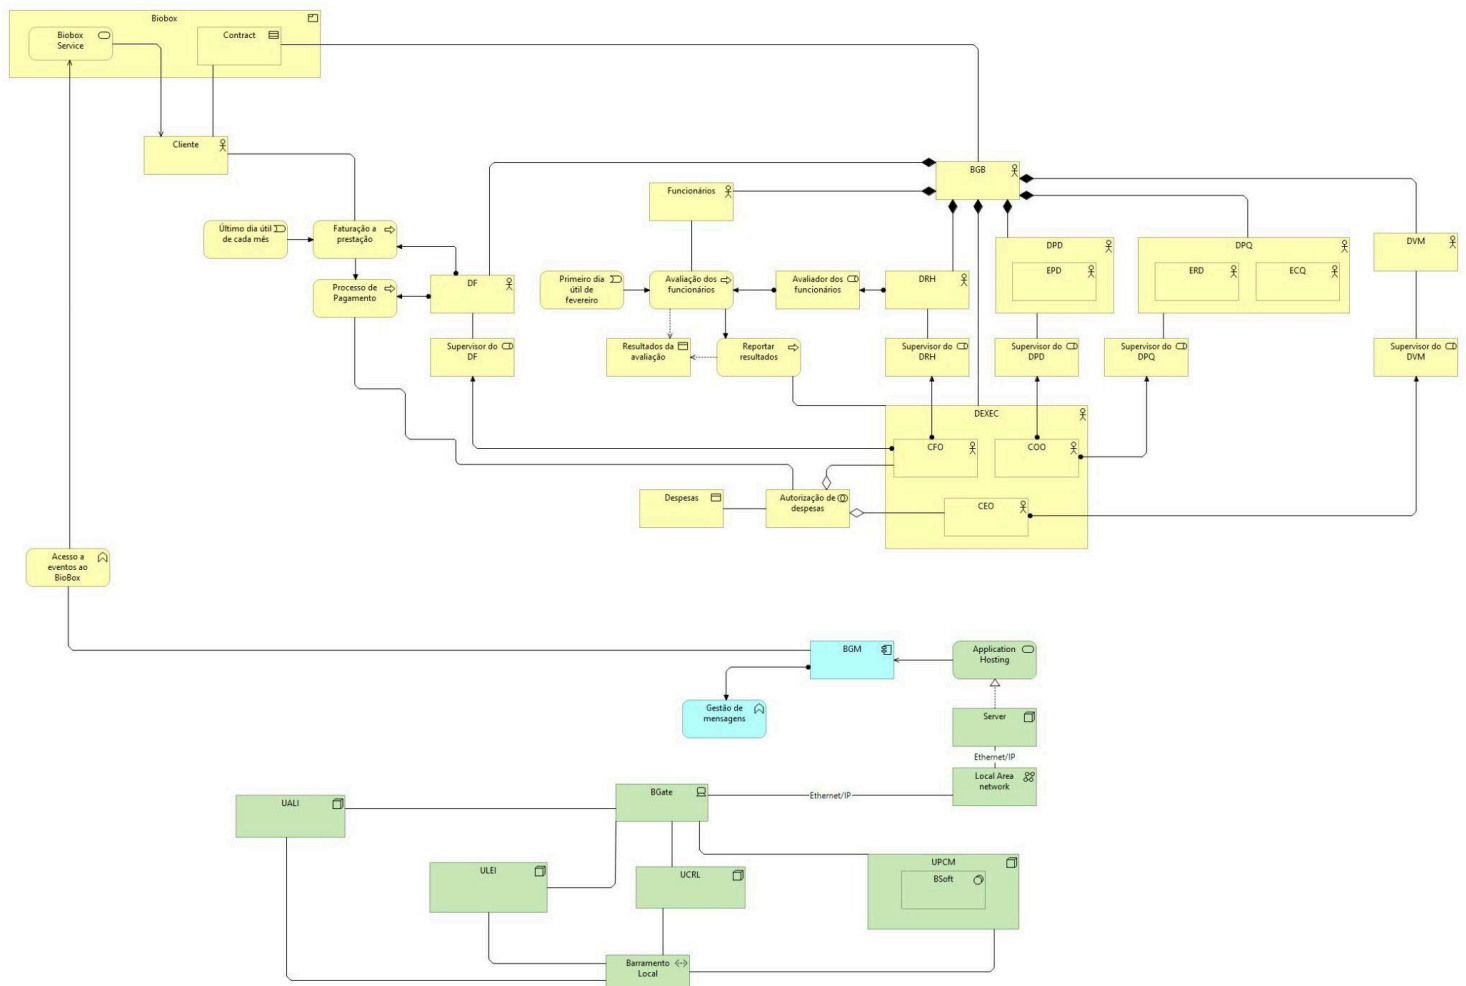 Biobox
Biobox
Service
Contract
Cliente
BGB
Funcionários
Último dia útil
de cada mês
Faturação a
prestação
DPD
DPQ
DVM
EPD
ERD
ECQ
Processo de
Pagamento
DF
Primeiro dia
útil de
fevereiro
Avaliação dos
funcionários
Avaliador dos
funcionários
DRH
Supervisor do
DF
Resultados da
avaliação
Reportar
resultados
Supervisor do
DRH
Supervisor do
DPD
Supervisor do
DPQ
Supervisor do
DVM
DEXEC
CFO
COO
Despesas
Autorização de
despesas
CEO
Acesso a
eventos ao
BioBox
BGM
Application
Hosting
Gestão de
mensagens
Server
Ethernet/IP
Local Area
network
BGate
Ethernet/IP
UALI
ULEI
UCRL
UPCM
BSoft
Barramento
Local